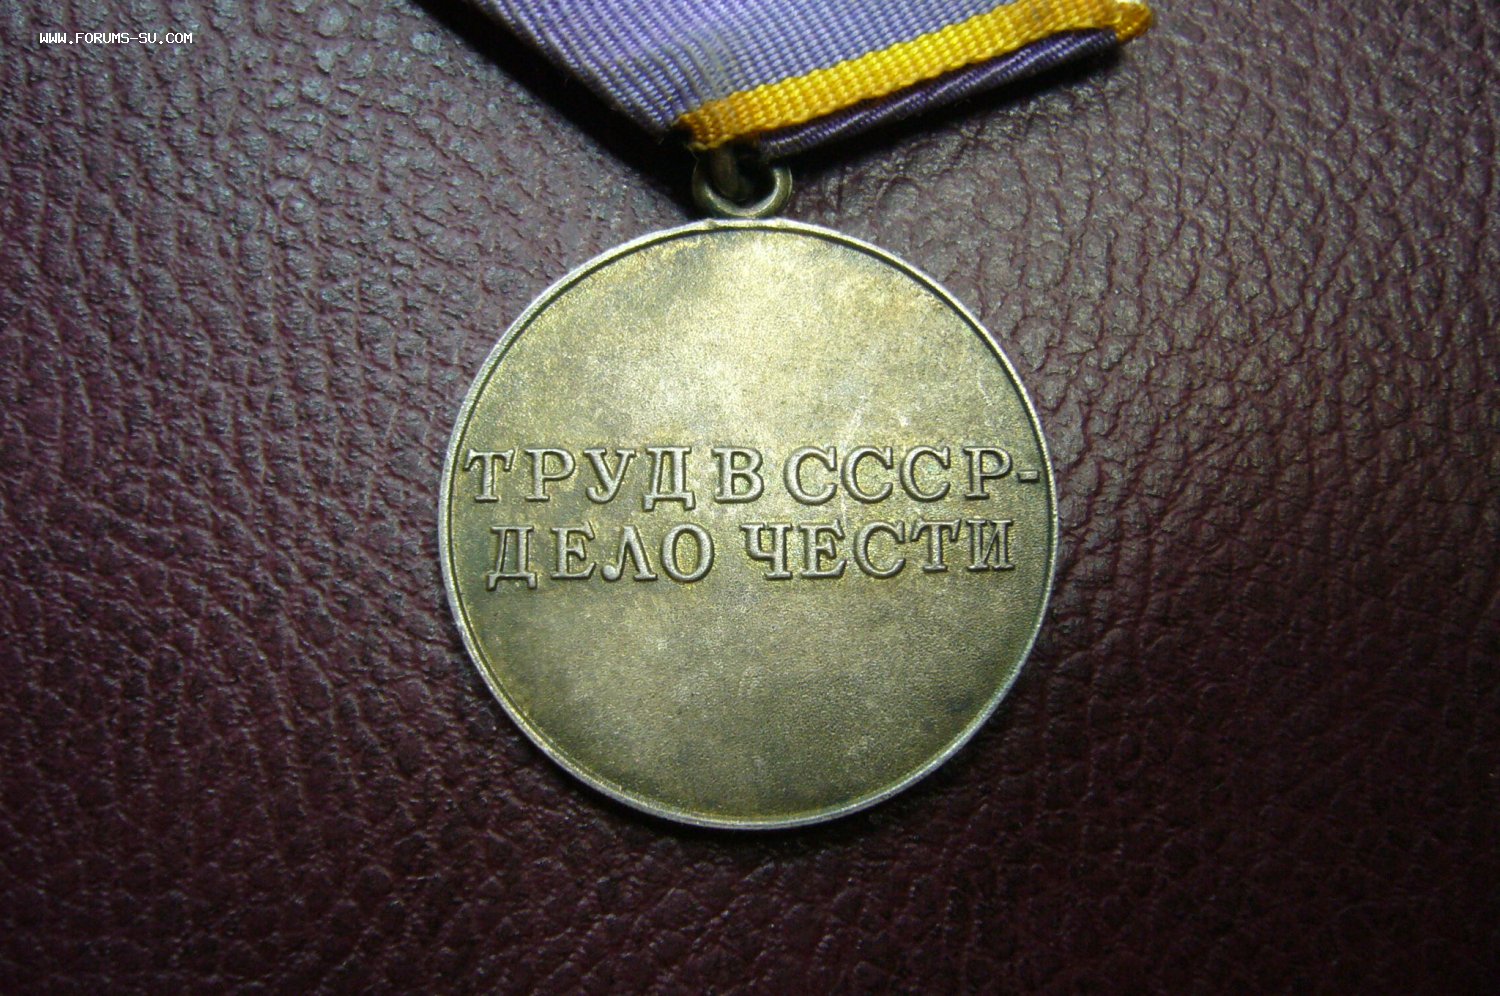 WWW.FORUMS-SU.COM
ТРУД В СССР-
ДЕЛО ЧЕСТИ